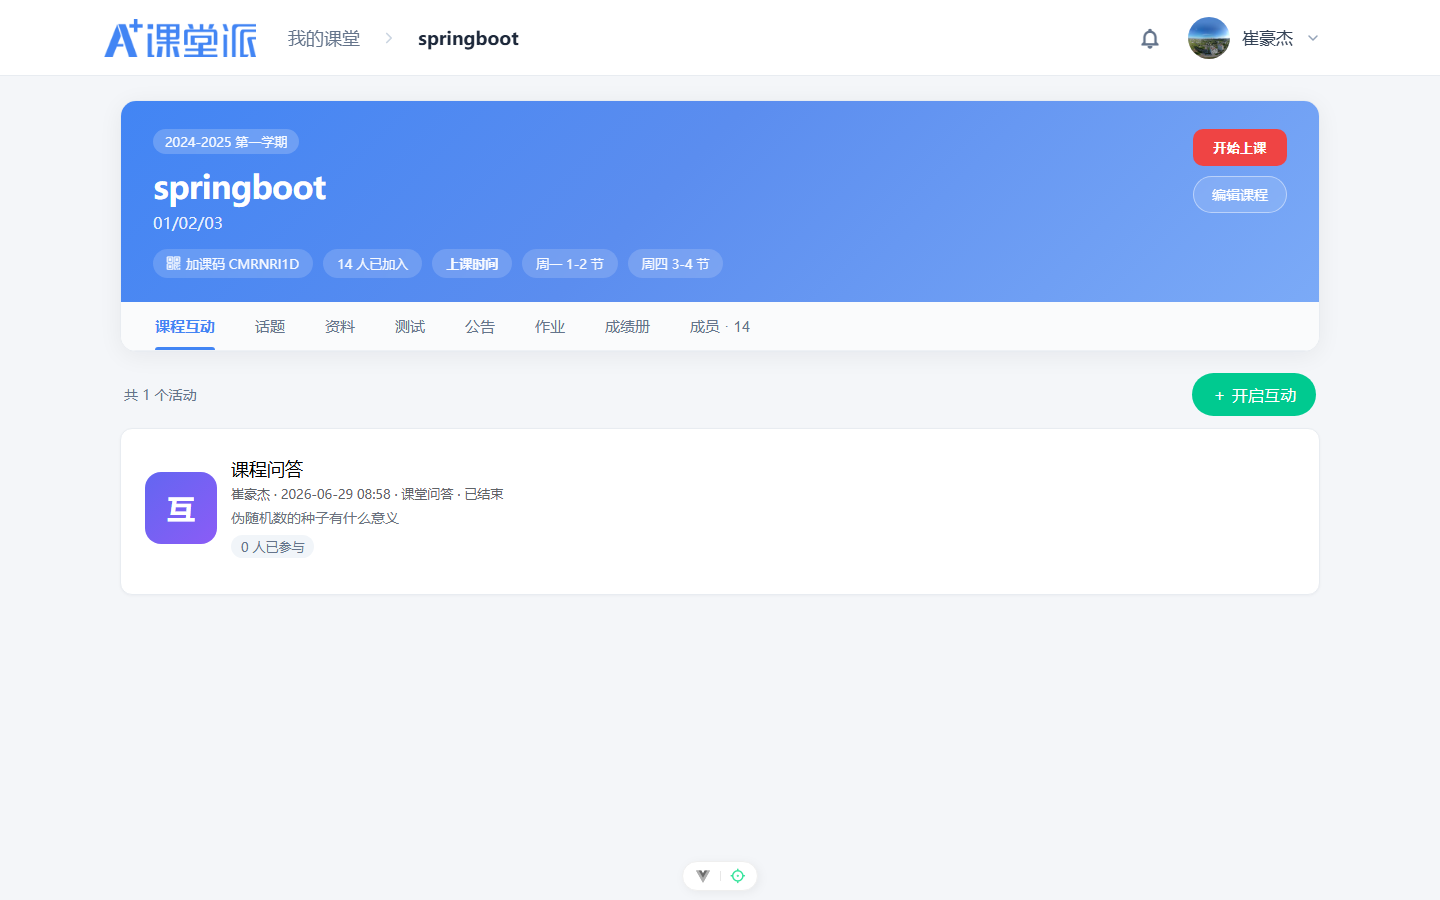 A+课堂派 我的课堂 > springboot 崔豪杰
2024-2025 第一学期
开始上课
springboot
编辑课程
01/02/03
加课码 CMRNRI1D 14 人已加入 上课时间 周一 1-2 节 周四 3-4 节
课程互动 话题 资料 测试 公告 作业 成绩册 成员 · 14
共 1 个活动
+ 开启互动
互
课程问答
崔豪杰 · 2026-06-29 08:58 · 课堂问答 · 已结束
伪随机数的种子有什么意义
0 人已参与